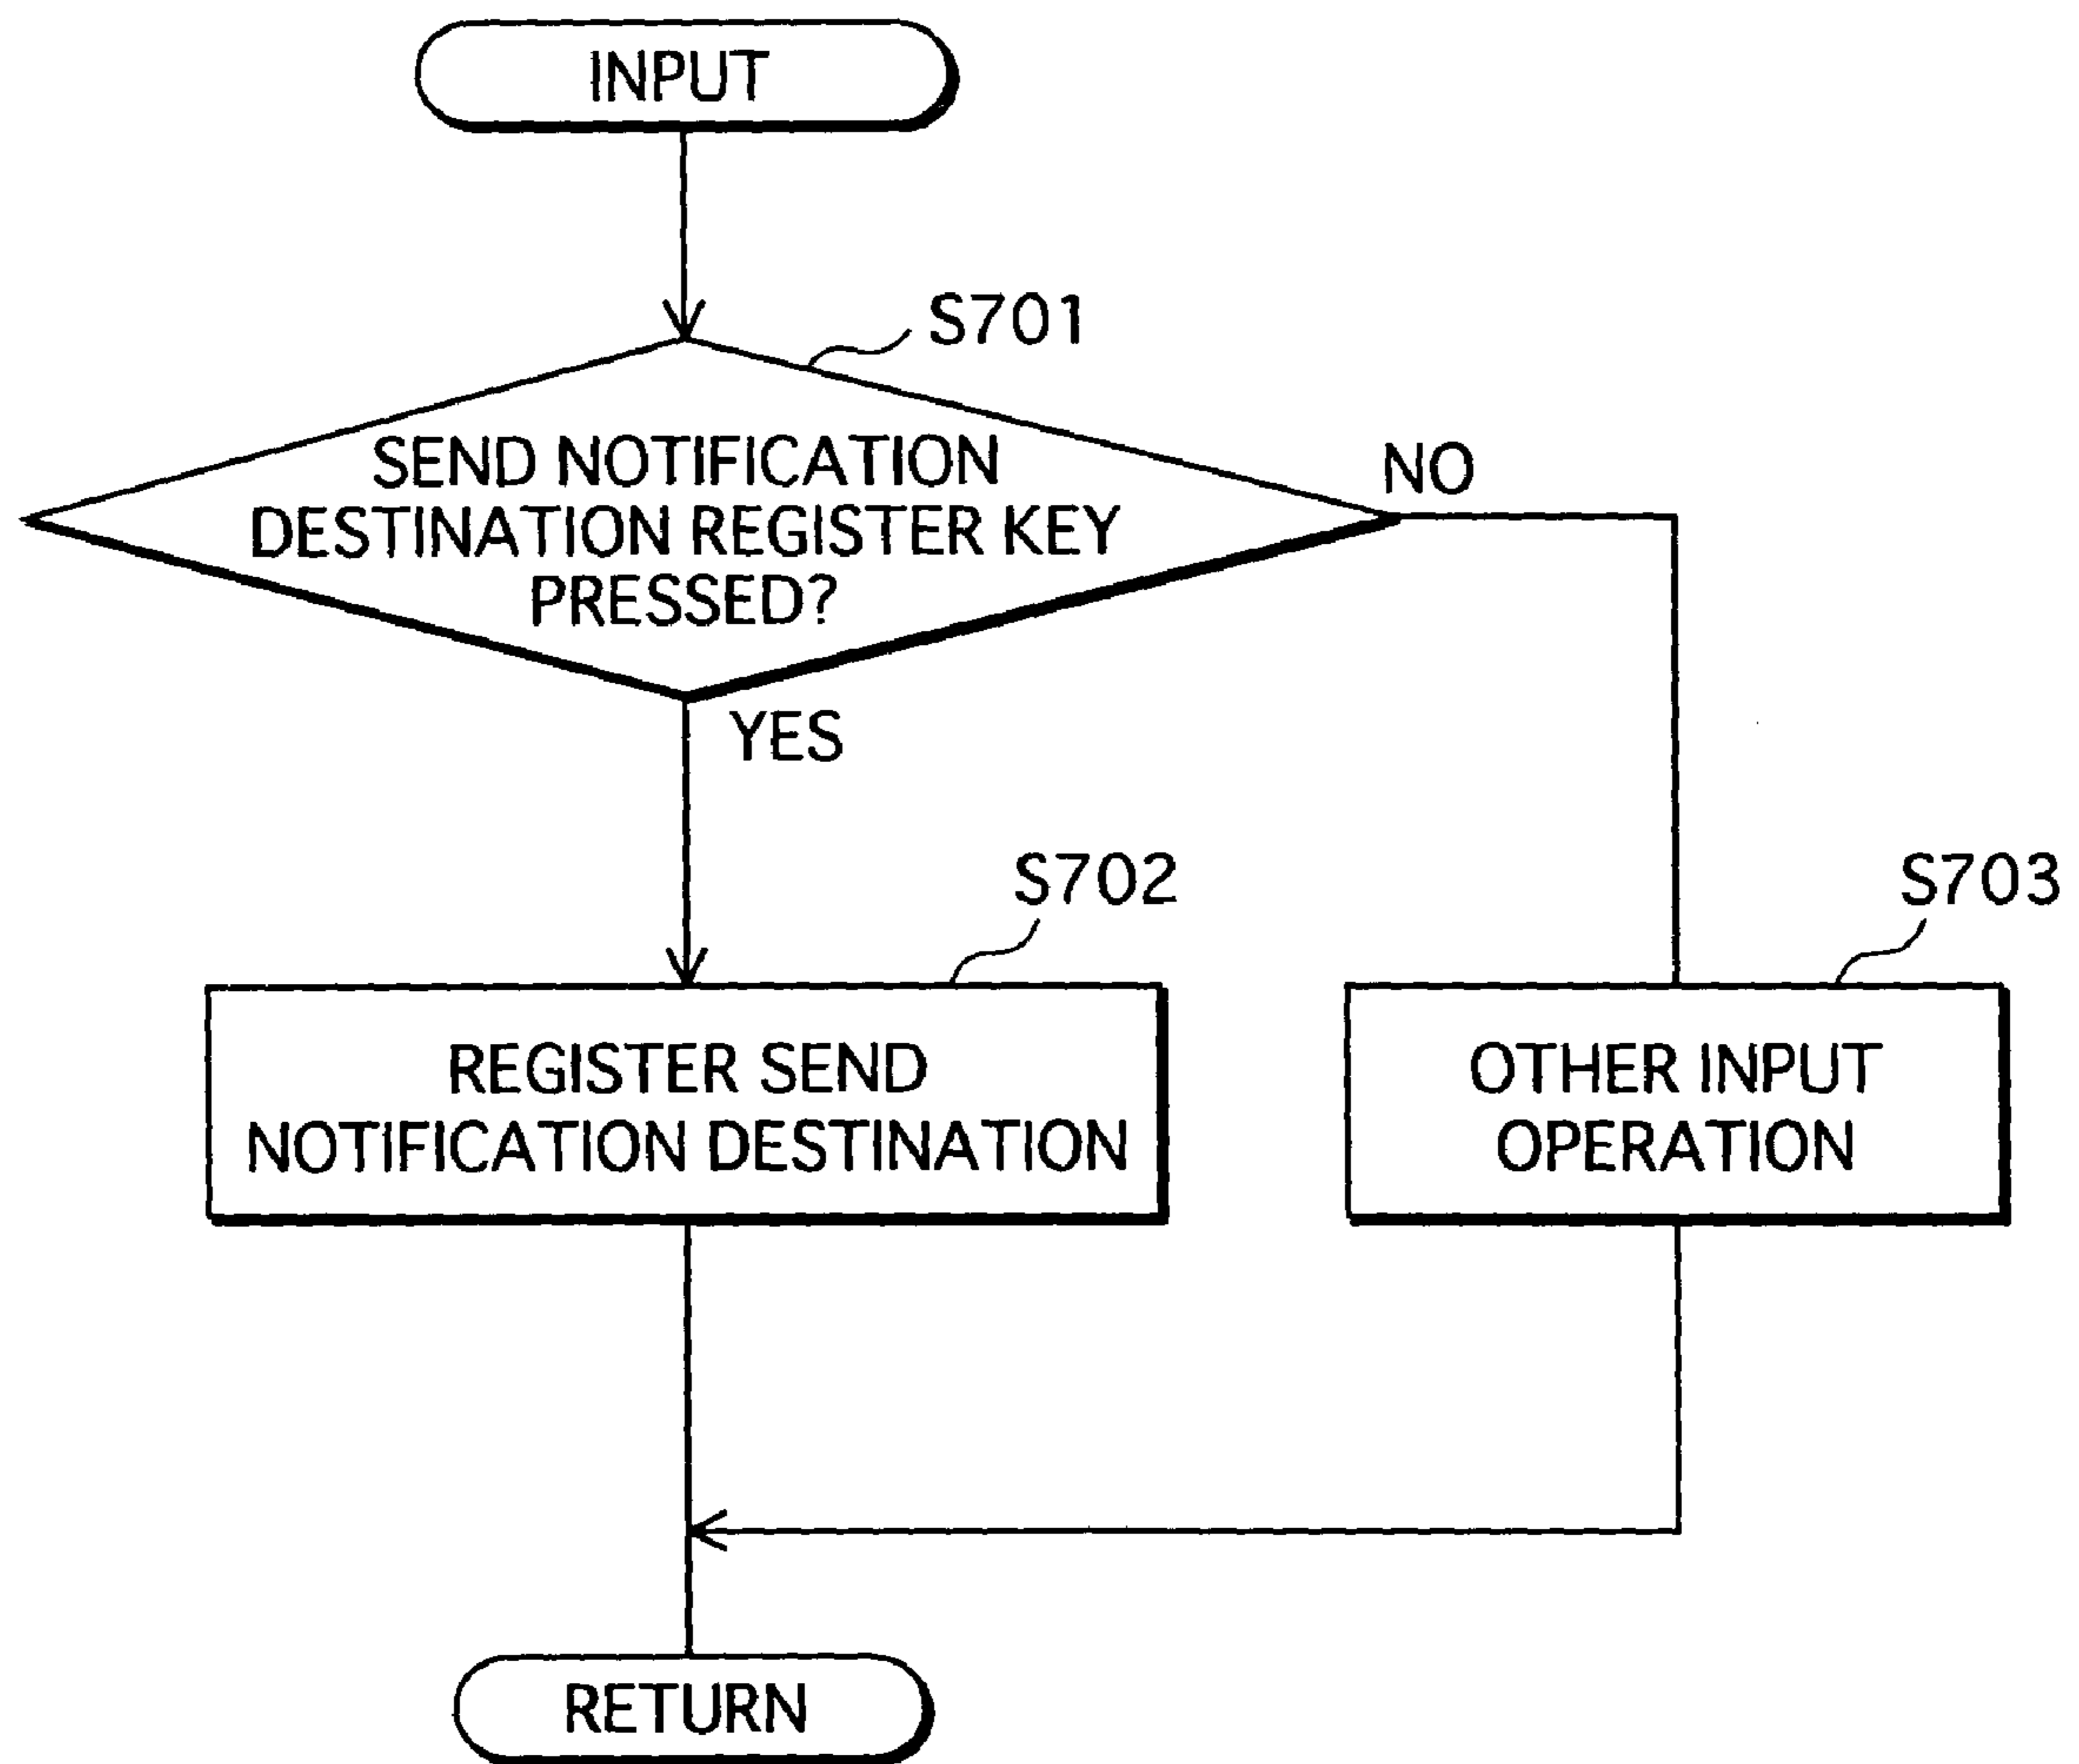 INPUT
S701
SEND NOTIFICATION
DESTINATION REGISTER KEY
PRESSED?
NO
YES
S702
S703
REGISTER SEND
NOTIFICATION DESTINATION
OTHER INPUT
OPERATION
RETURN